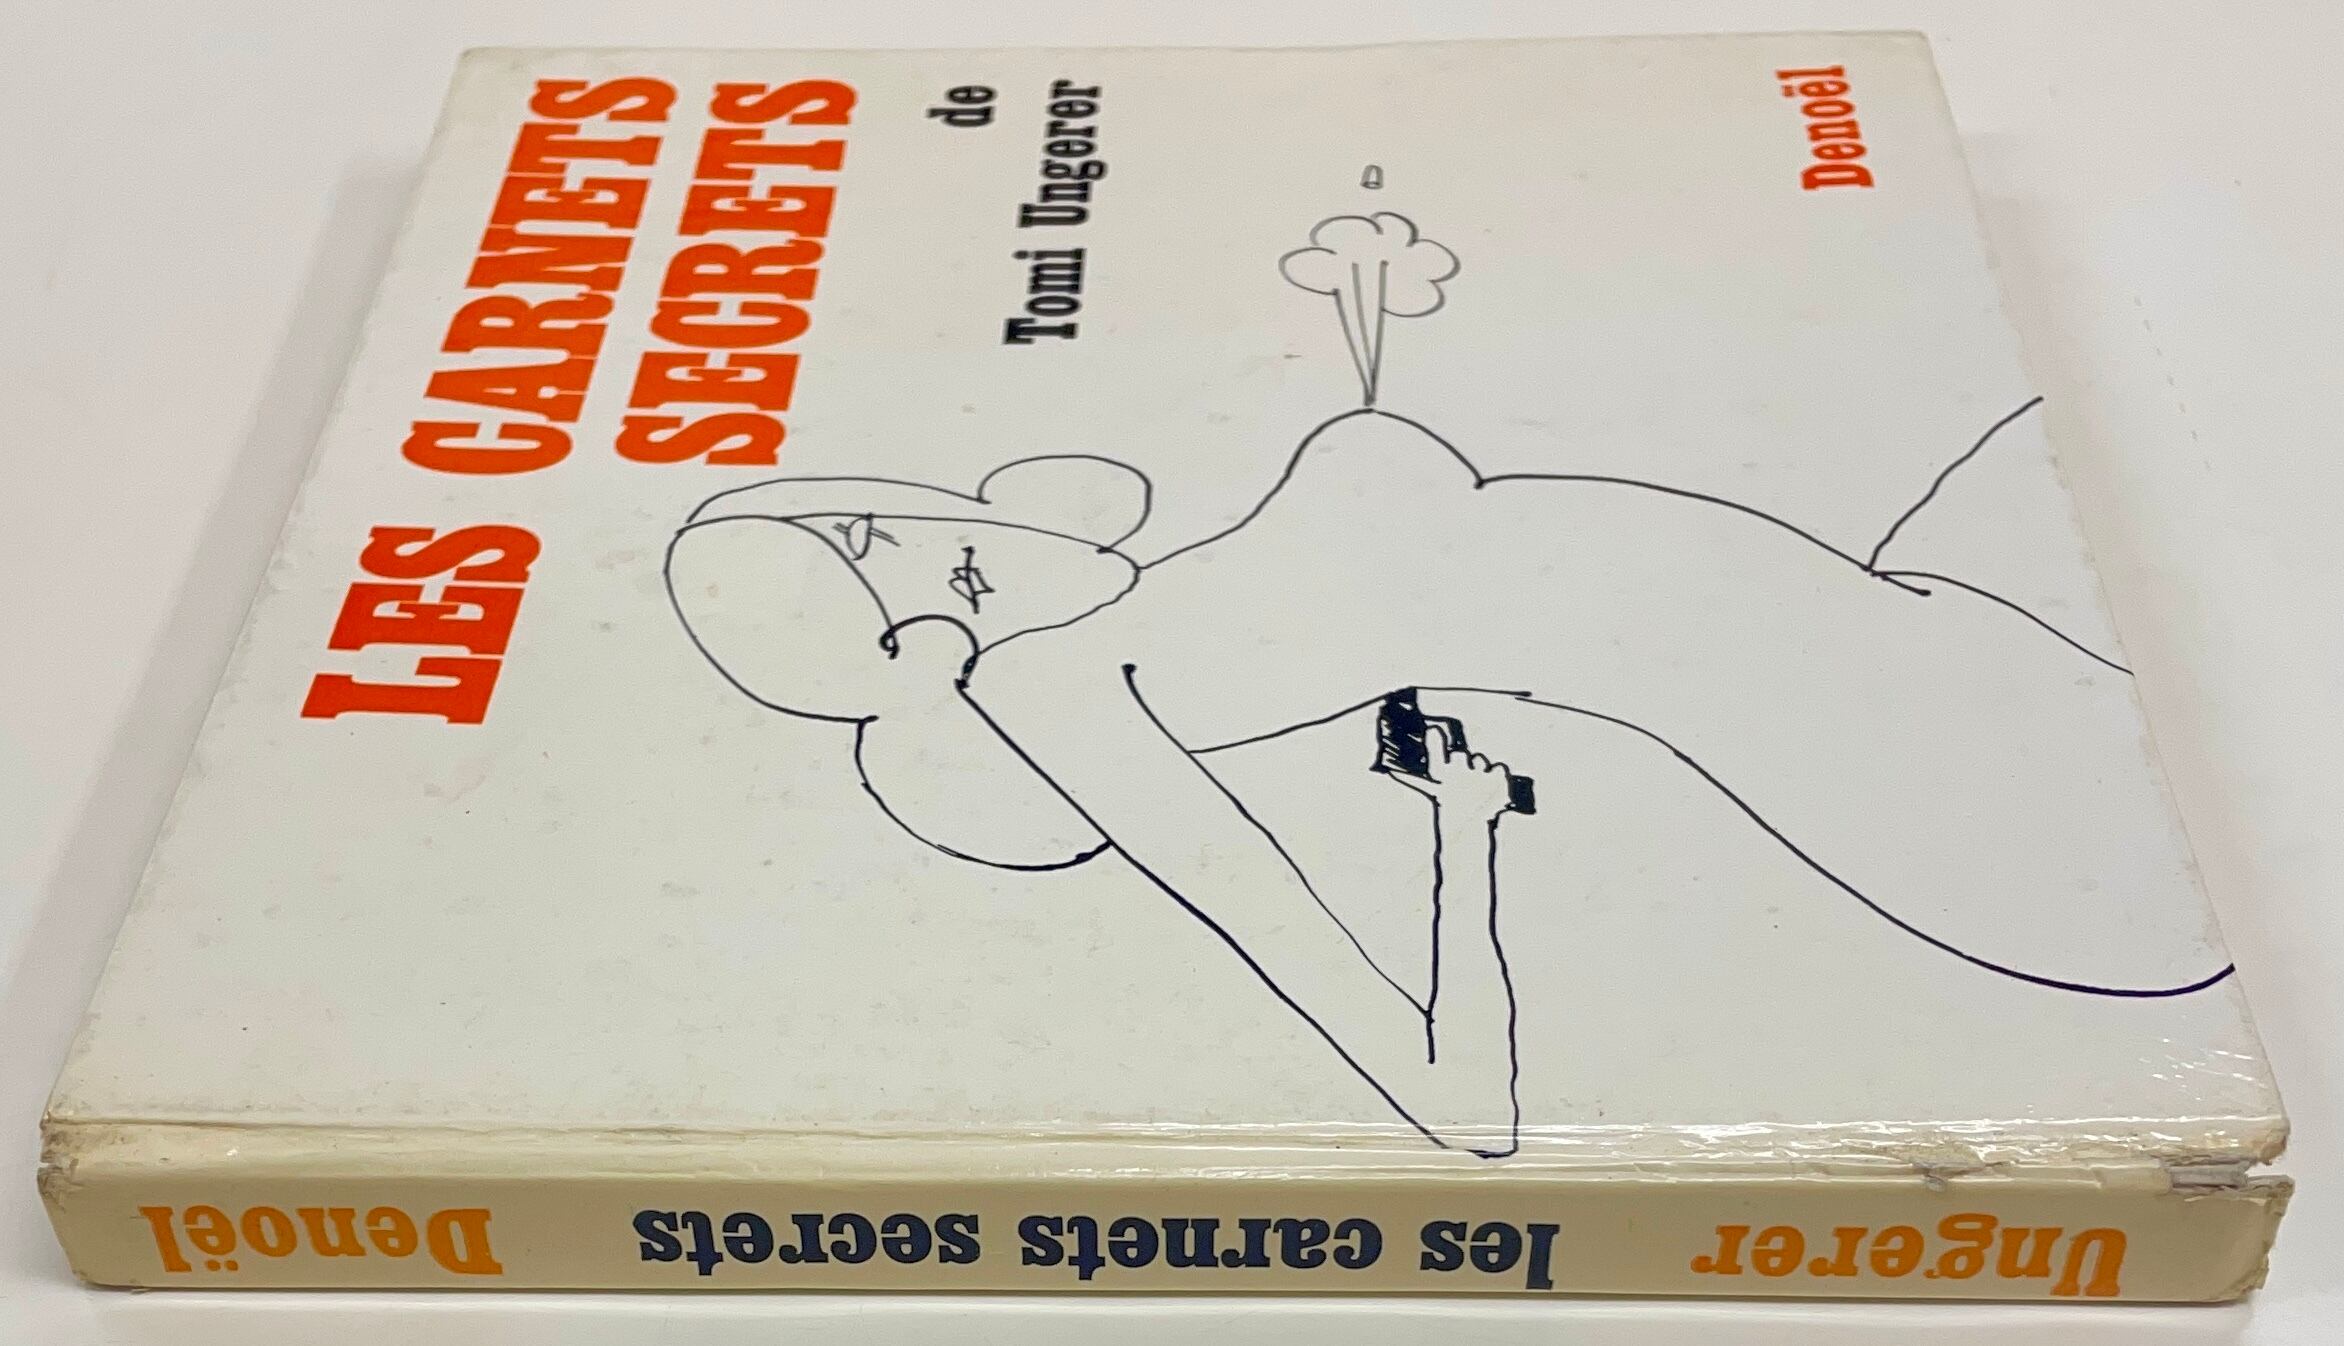 LES CARNETS
SECRETS
de
Tomi Ungerer
Denoël
Ungerer les carnets secrets Denoël